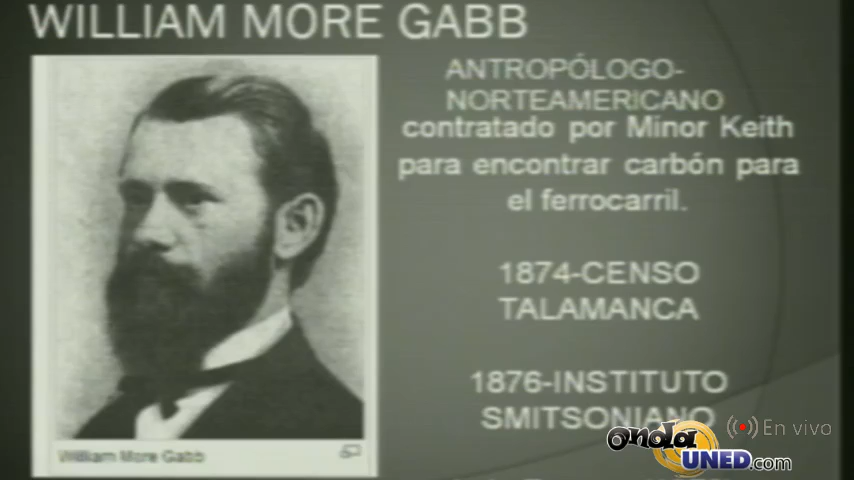 WILLIAM MORE GABB
ANTROPÓLOGO-
NORTEAMERICANO
contratado por Minor Keith
para encontrar carbón para
el ferrocarril.
1874-CENSO
TALAMANCA
1876-INSTITUTO
SMITSONIANO
William More Gabb
En vivo
onda
UNED.com